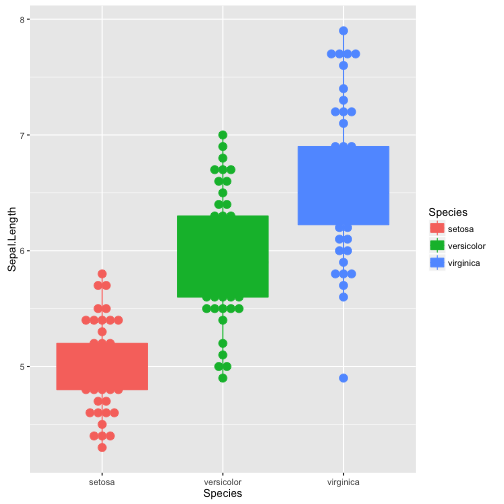 8
7
6
5
Sepal.Length
setosa
versicolor
virginica
Species
Species
setosa
versicolor
virginica